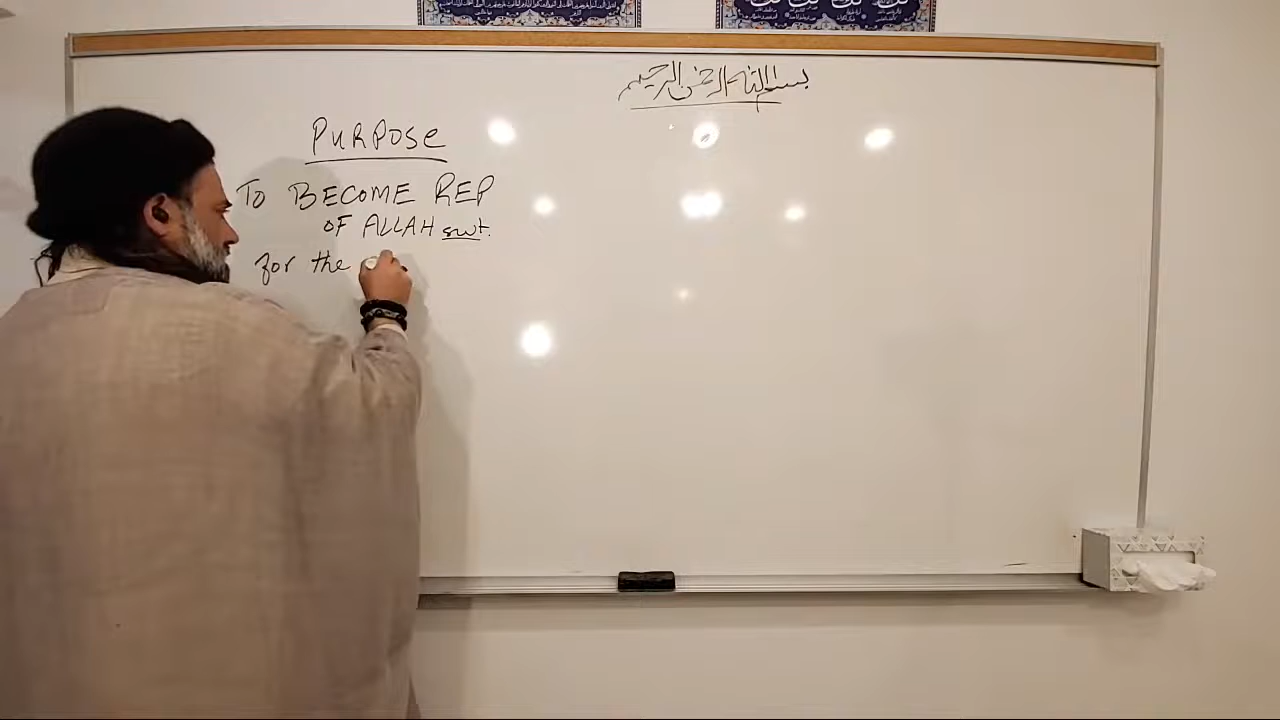 بسم الله الرحمن الرحيم
PURPOSE
TO BECOME REP
OF ALLAH swt.
for the